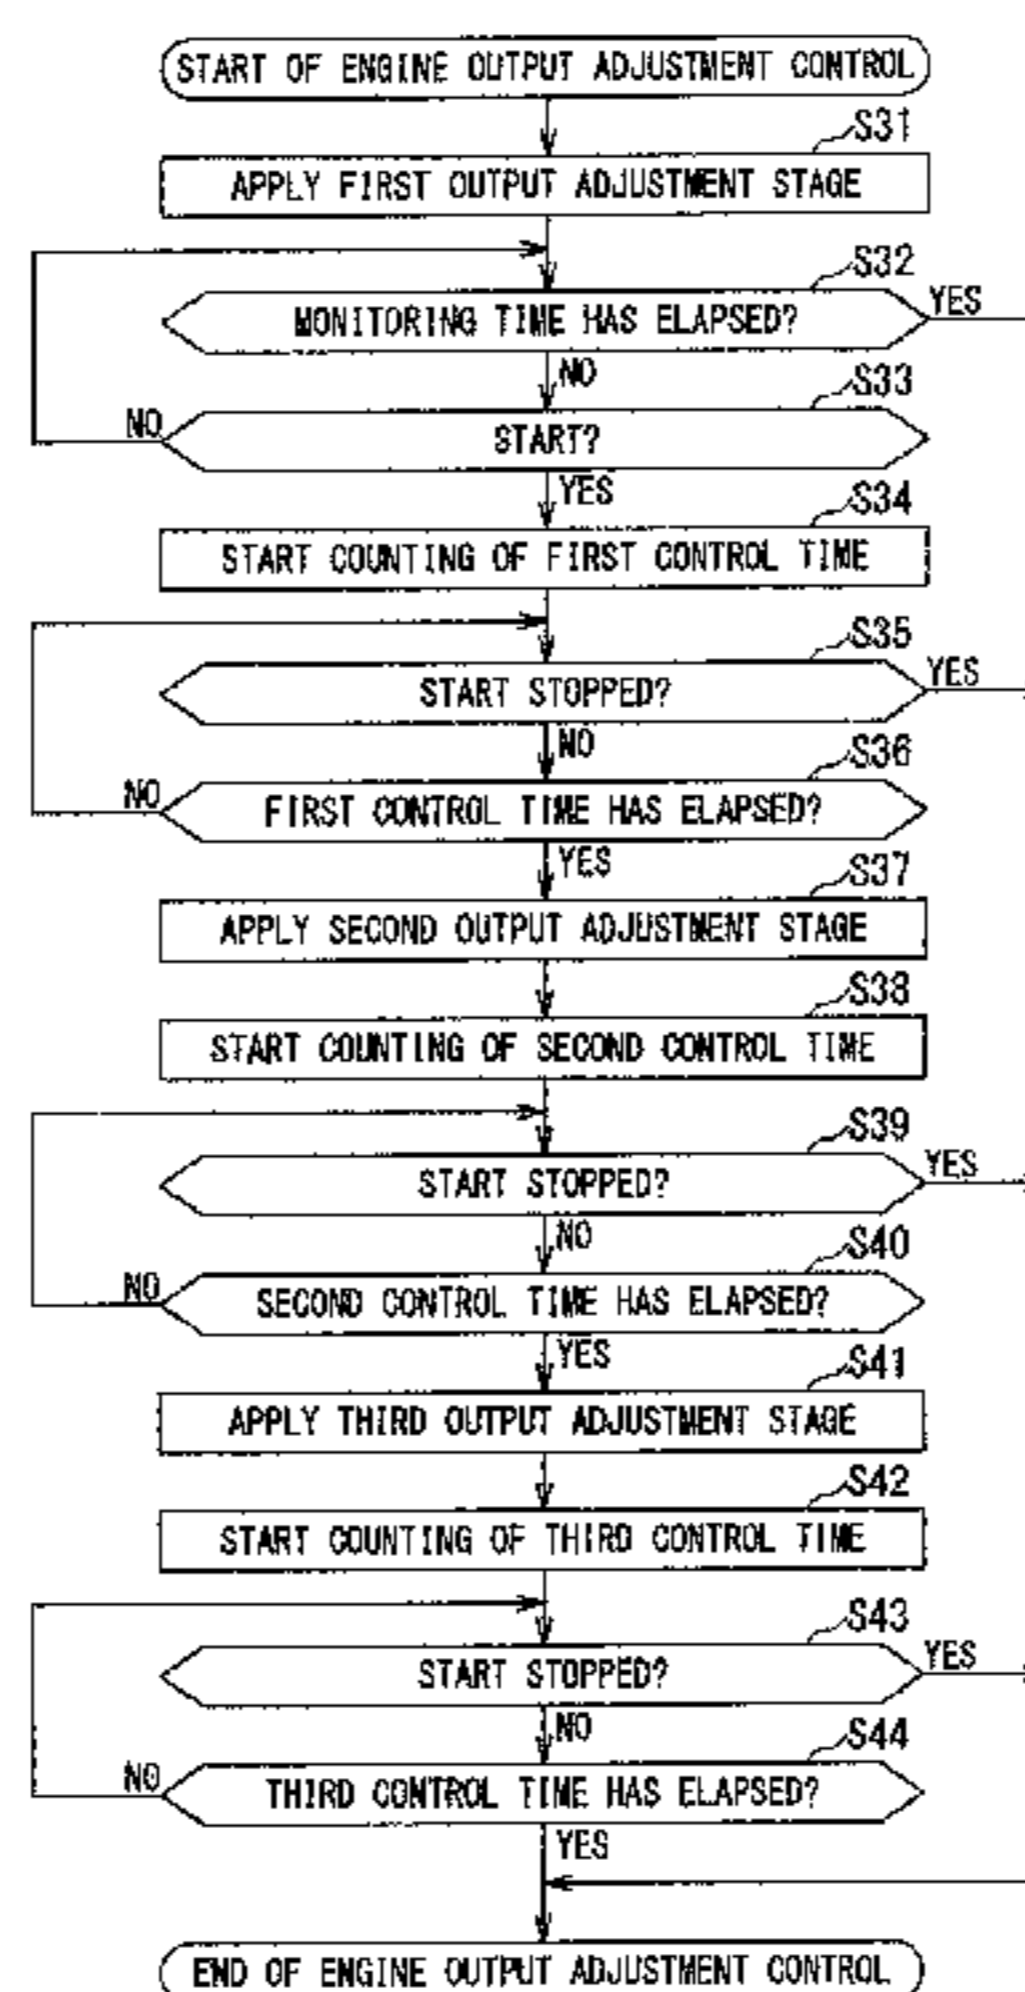 START OF ENGINE OUTPUT ADJUSTMENT CONTROL
S31
APPLY FIRST OUTPUT ADJUSTMENT STAGE
S32
MONITORING TIME HAS ELAPSED?
YES
NO
S33
NO
START?
YES
S34
START COUNTING OF FIRST CONTROL TIME
S35
START STOPPED?
YES
NO
S36
NO
FIRST CONTROL TIME HAS ELAPSED?
YES
S37
APPLY SECOND OUTPUT ADJUSTMENT STAGE
S38
START COUNTING OF SECOND CONTROL TIME
S39
START STOPPED?
YES
NO
S40
NO
SECOND CONTROL TIME HAS ELAPSED?
YES
S41
APPLY THIRD OUTPUT ADJUSTMENT STAGE
S42
START COUNTING OF THIRD CONTROL TIME
S43
START STOPPED?
YES
NO
S44
NO
THIRD CONTROL TIME HAS ELAPSED?
YES
END OF ENGINE OUTPUT ADJUSTMENT CONTROL